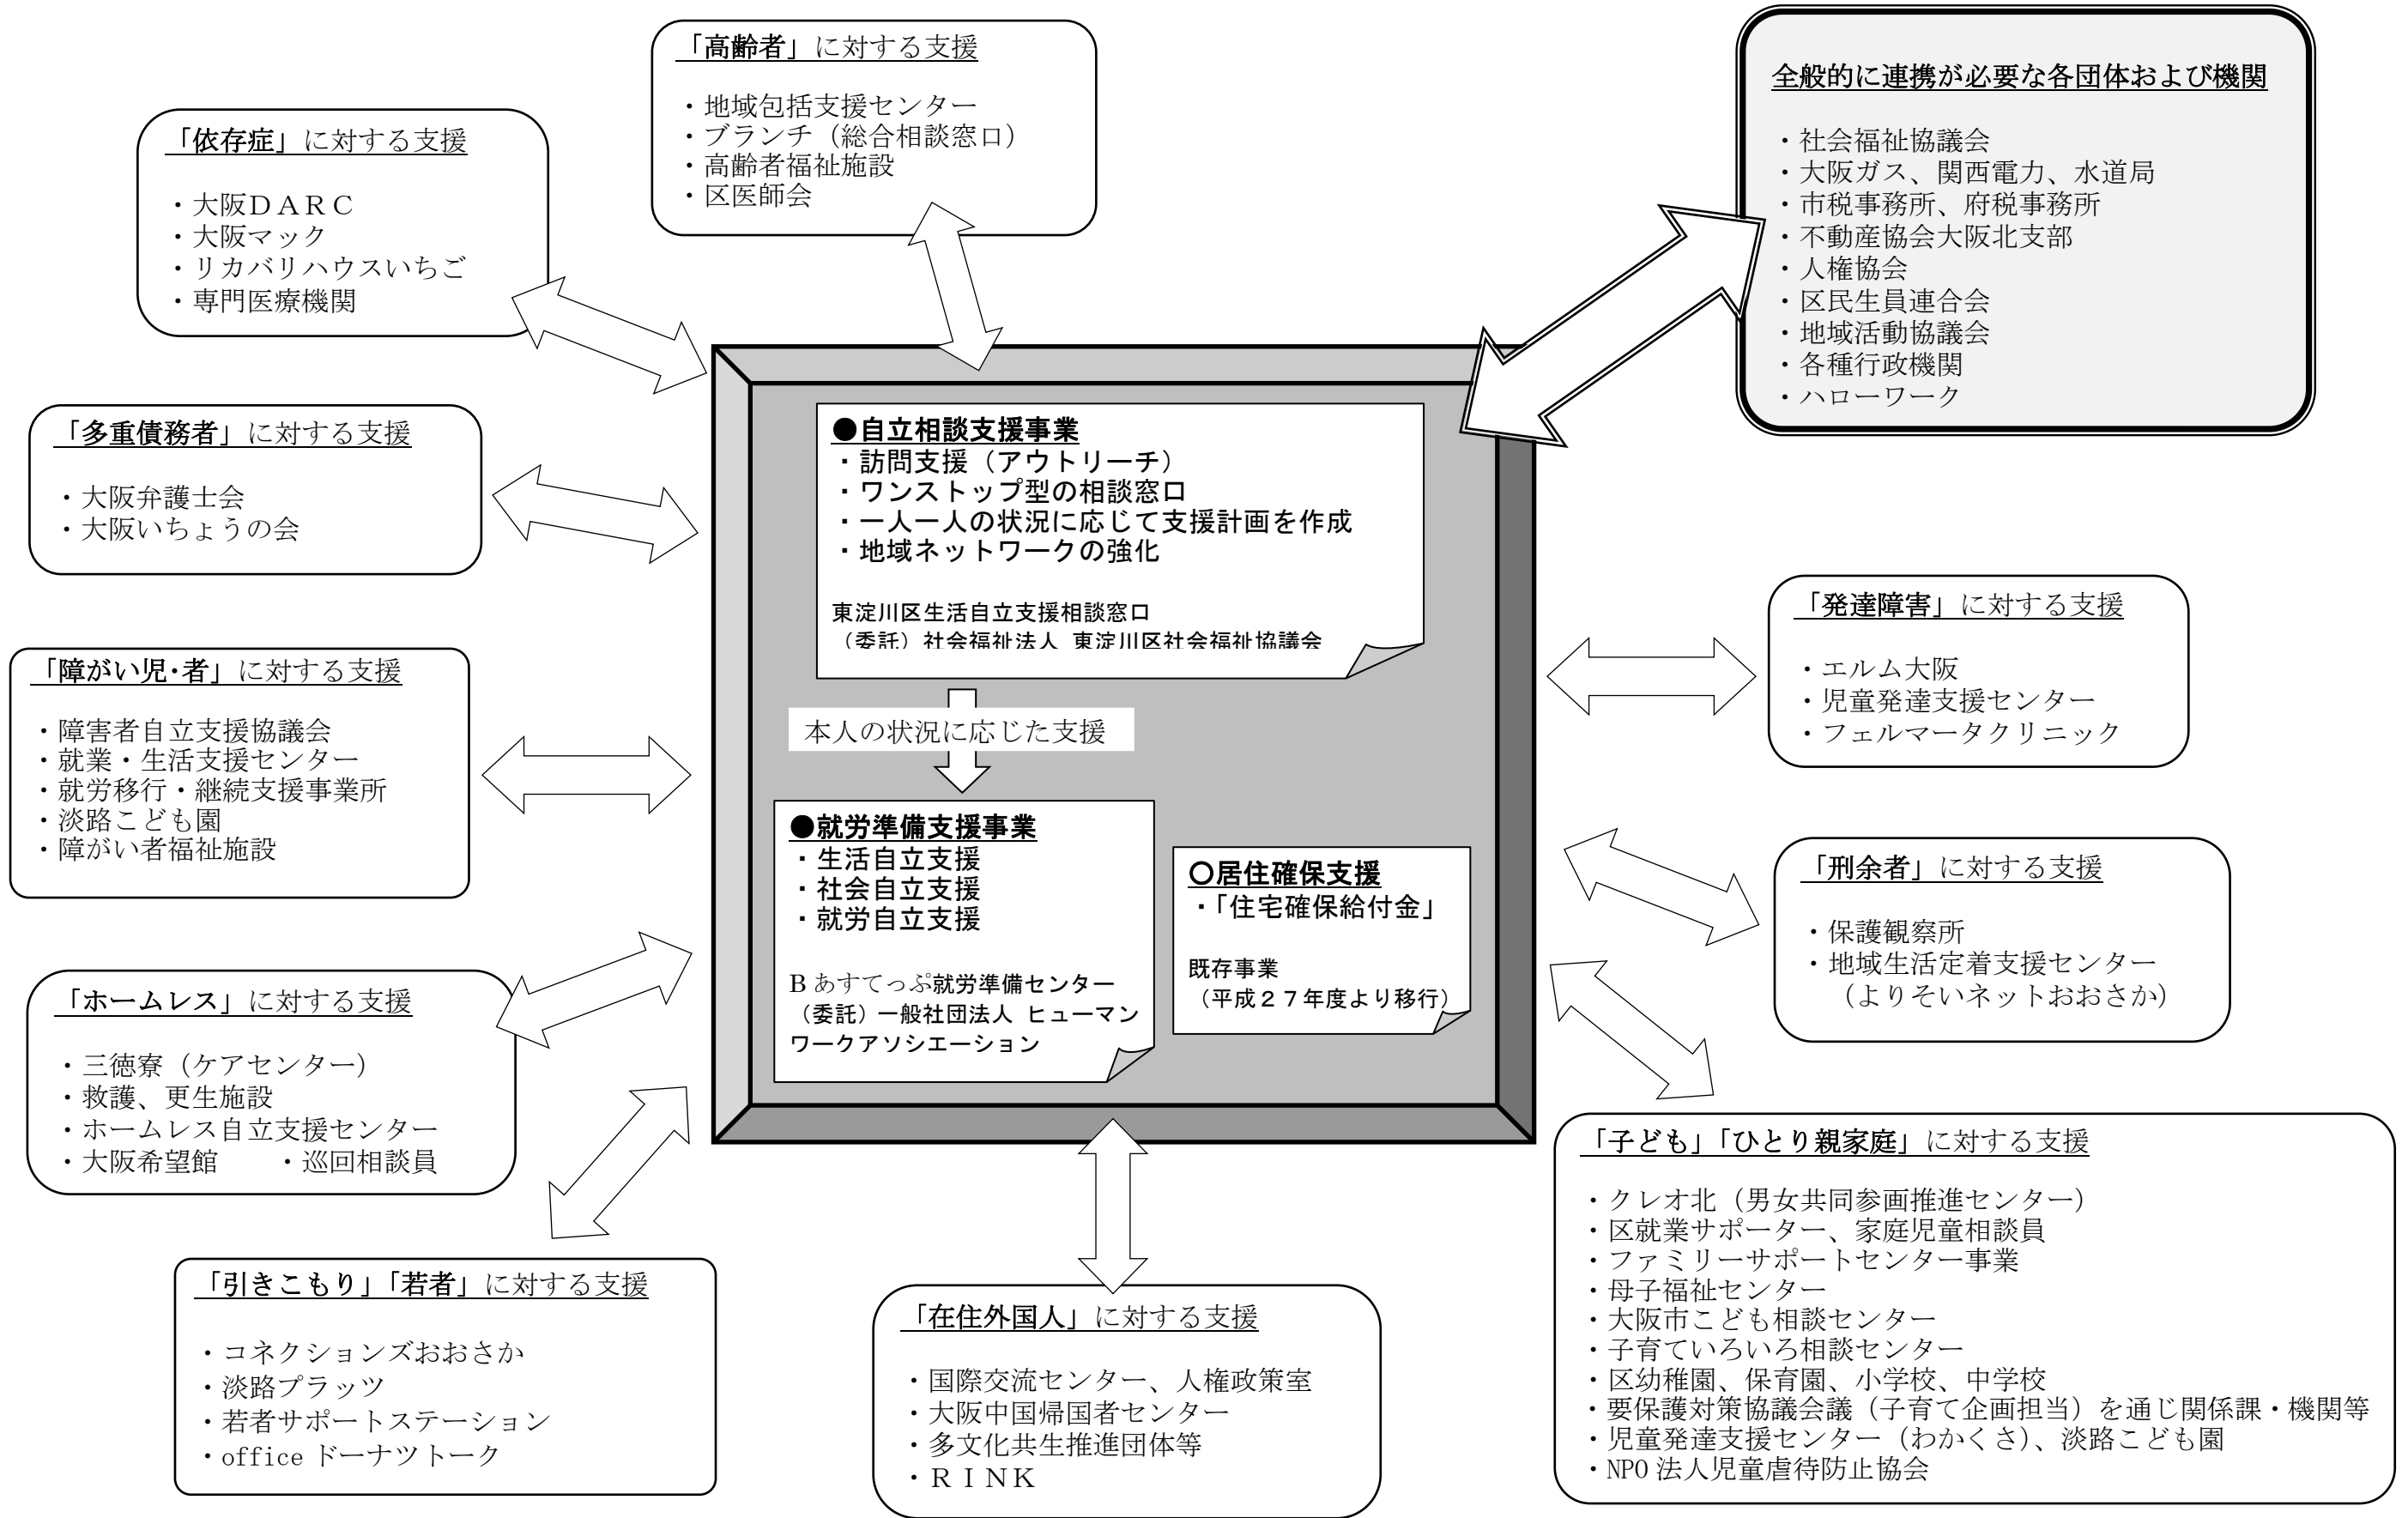 「高齢者」に対する支援
・地域包括支援センター
・ブランチ（総合相談窓口）
・高齢者福祉施設
・区医師会
全般的に連携が必要な各団体および機関
・社会福祉協議会
・大阪ガス、関西電力、水道局
・市税事務所、府税事務所
・不動産協会大阪北支部
・人権協会
・区民生員連合会
・地域活動協議会
・各種行政機関
・ハローワーク
「依存症」に対する支援
・大阪ＤＡＲＣ
・大阪マック
・リカバリハウスいちご
・専門医療機関
「多重債務者」に対する支援
・大阪弁護士会
・大阪いちょうの会
●自立相談支援事業
・訪問支援（アウトリーチ）
・ワンストップ型の相談窓口
・一人一人の状況に応じて支援計画を作成
・地域ネットワークの強化
東淀川区生活自立支援相談窓口
（委託）社会福祉法人 東淀川区社会福祉協議会
「発達障害」に対する支援
・エルム大阪
・児童発達支援センター
・フェルマータクリニック
「障がい児・者」に対する支援
・障害者自立支援協議会
・就業・生活支援センター
・就労移行・継続支援事業所
・淡路こども園
・障がい者福祉施設
本人の状況に応じた支援
●就労準備支援事業
・生活自立支援
・社会自立支援
・就労自立支援
B あすてっぷ就労準備センター
（委託）一般社団法人 ヒューマン
ワークアソシエーション
〇居住確保支援
・「住宅確保給付金」
既存事業
（平成２７年度より移行）
「刑余者」に対する支援
・保護観察所
・地域生活定着支援センター
（よりそいネットおおさか）
「ホームレス」に対する支援
・三徳寮（ケアセンター）
・救護、更生施設
・ホームレス自立支援センター
・大阪希望館　　・巡回相談員
「子ども」「ひとり親家庭」に対する支援
・クレオ北（男女共同参画推進センター）
・区就業サポーター、家庭児童相談員
・ファミリーサポートセンター事業
・母子福祉センター
・大阪市こども相談センター
・子育ていろいろ相談センター
・区幼稚園、保育園、小学校、中学校
・要保護対策協議会議（子育て企画担当）を通じ関係課・機関等
・児童発達支援センター（わかくさ）、淡路こども園
・NPO 法人児童虐待防止協会
「引きこもり」「若者」に対する支援
・コネクションズおおさか
・淡路プラッツ
・若者サポートステーション
・office ドーナツトーク
「在住外国人」に対する支援
・国際交流センター、人権政策室
・大阪中国帰国者センター
・多文化共生推進団体等
・ＲＩＮＫ